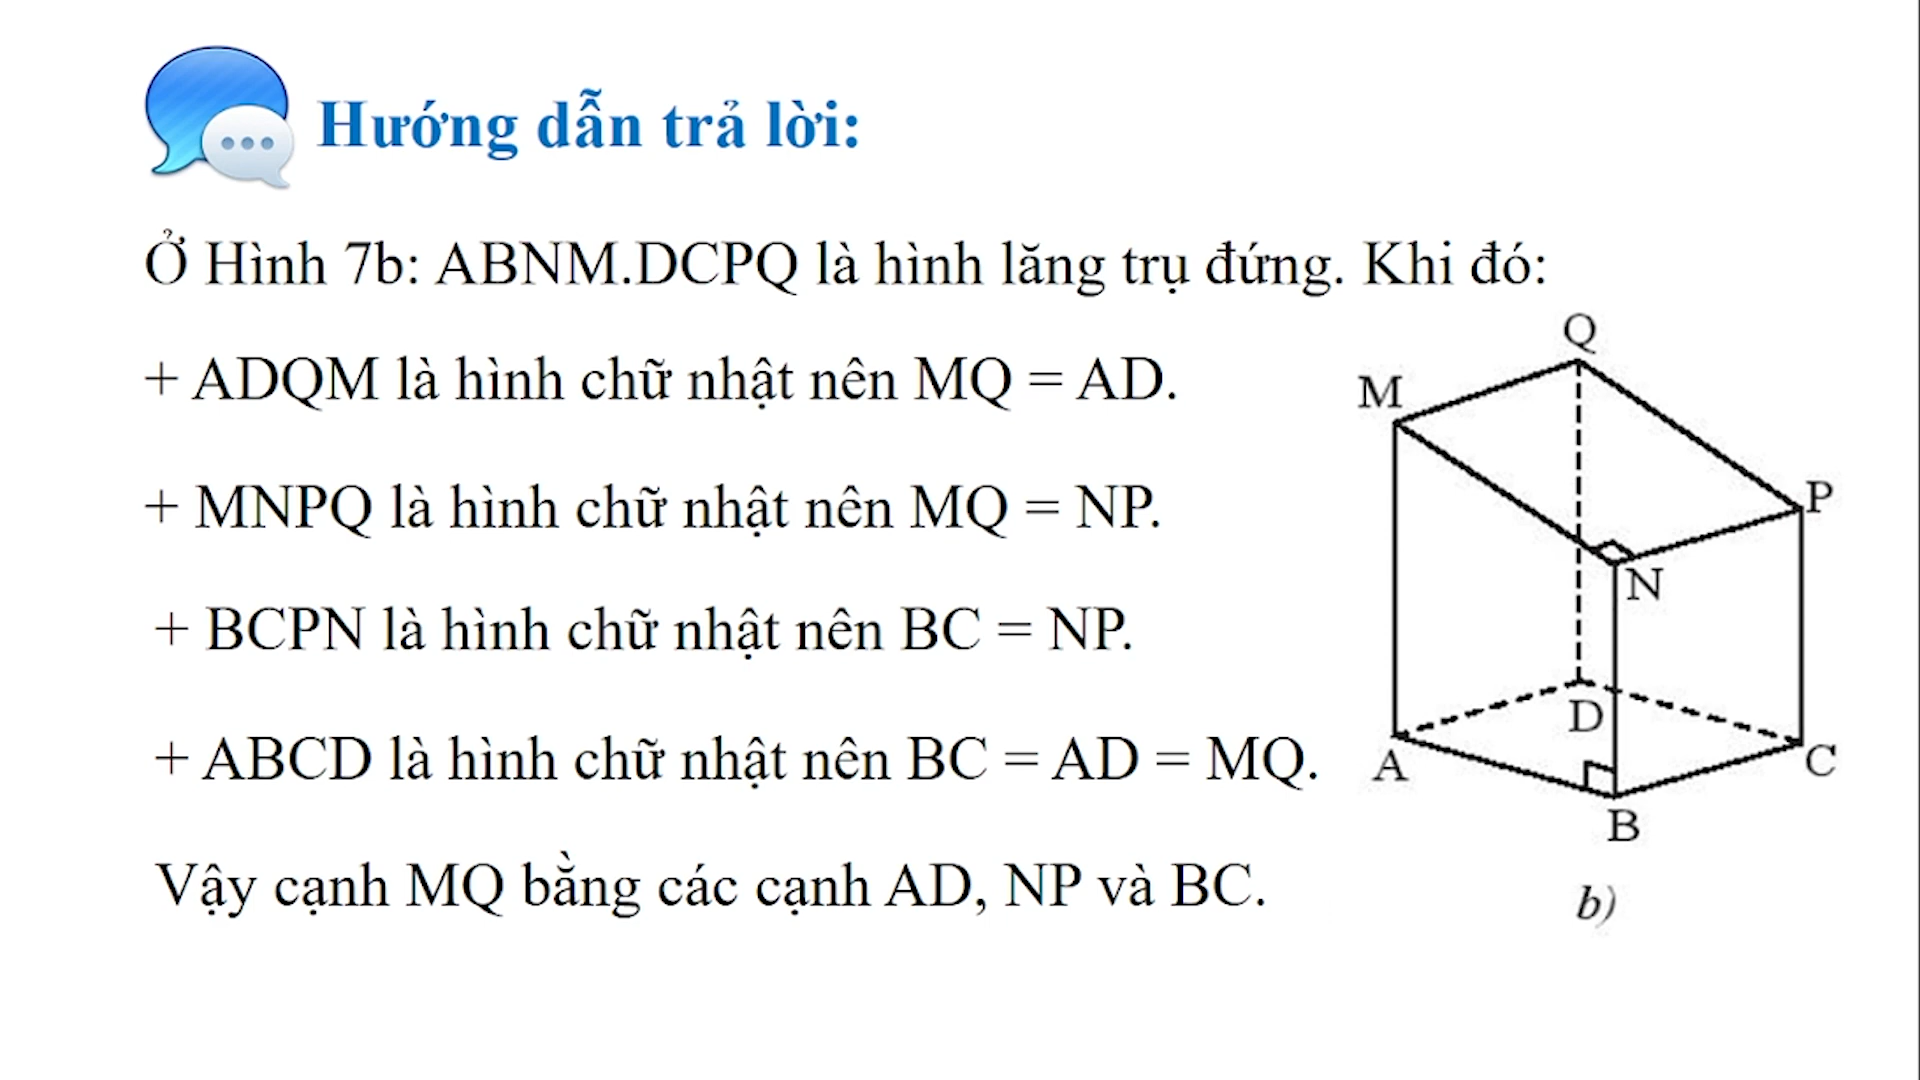 Hướng dẫn trả lời:
Ở Hình 7b: ABNM.DCPQ là hình lăng trụ đứng. Khi đó:
+ ADQM là hình chữ nhật nên MQ = AD.
+ MNPQ là hình chữ nhật nên MQ = NP.
+ BCPN là hình chữ nhật nên BC = NP.
+ ABCD là hình chữ nhật nên BC = AD = MQ.
Vậy cạnh MQ bằng các cạnh AD, NP và BC.
Q
M
P
N
D
A
C
B
b)